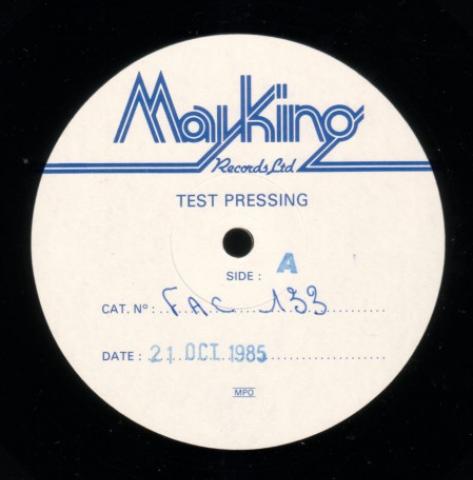 Mayking
Records Ltd
TEST PRESSING
SIDE : A
CAT. Nº : FAC 133
DATE : 21 OCT 1985
MPO